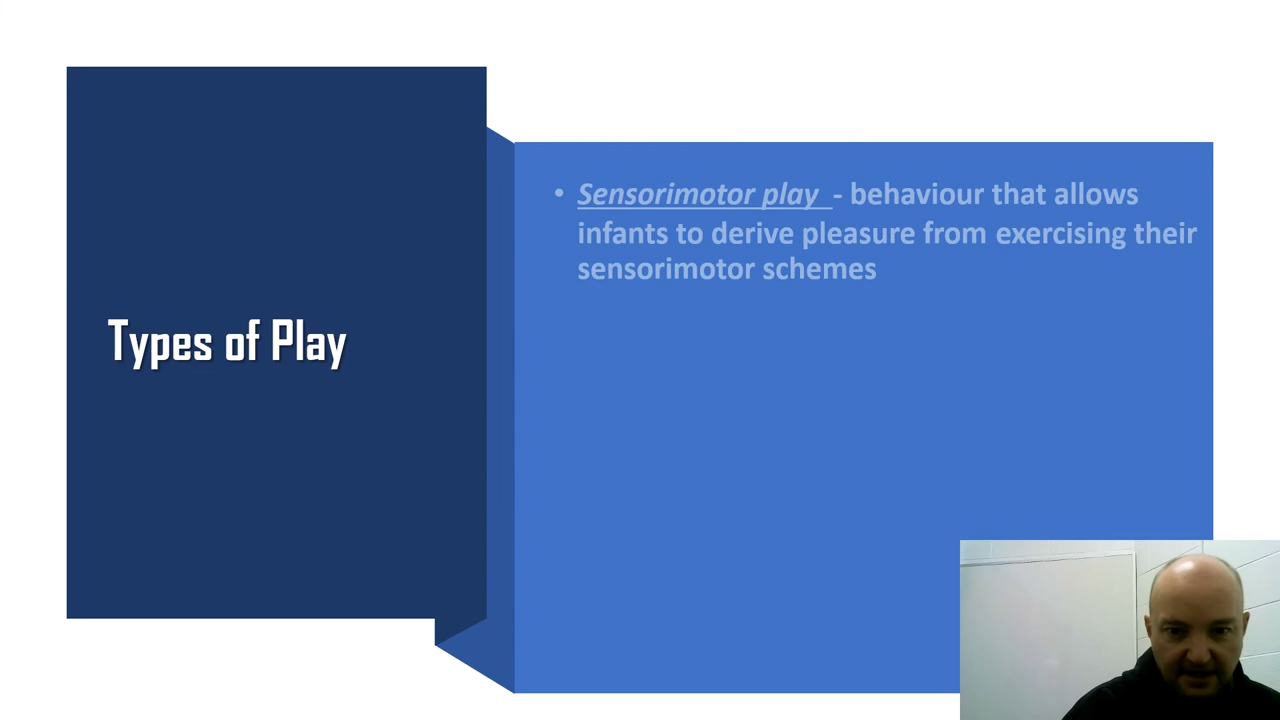 Types of Play
• Sensorimotor play - behaviour that allows
infants to derive pleasure from exercising their
sensorimotor schemes